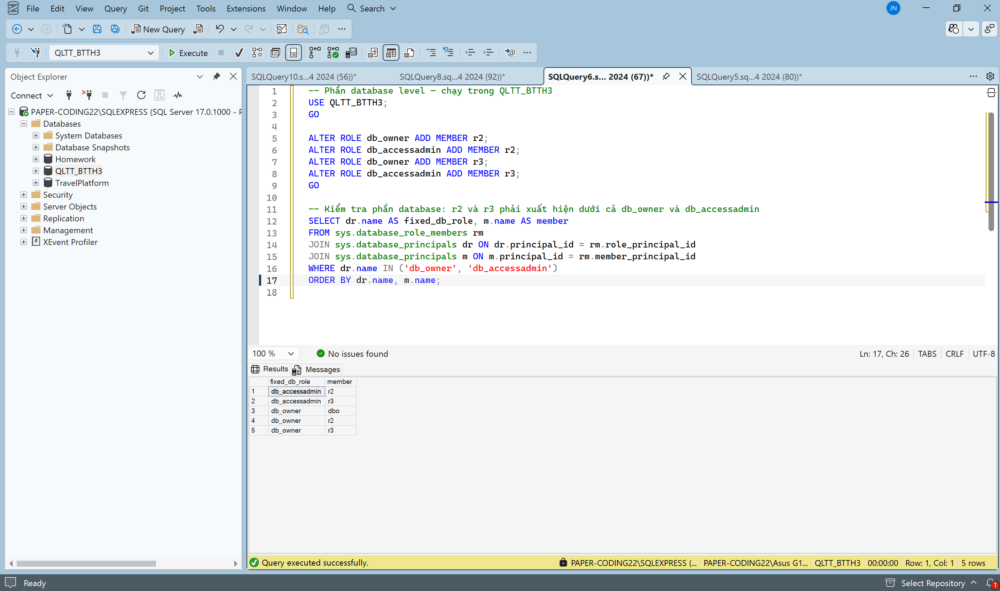 File Edit View Query Git Project Tools Extensions Window Help Search JN
New Query
QLTT_BTTH3 Execute
Object Explorer
Connect
PAPER-CODING22\SQLEXPRESS (SQL Server 17.0.1000 -
Databases
System Databases
Database Snapshots
Homework
QLTT_BTTH3
TravelPlatform
Security
Server Objects
Replication
Management
XEvent Profiler
SQLQuery10.s...4 2024 (56))* SQLQuery8.sq...4 2024 (92))* SQLQuery6.s... 2024 (67))* SQLQuery5.sq...4 2024 (80))*
1 -- Phần database level — chạy trong QLTT_BTTH3
2 USE QLTT_BTTH3;
3 GO
4
5 ALTER ROLE db_owner ADD MEMBER r2;
6 ALTER ROLE db_accessadmin ADD MEMBER r2;
7 ALTER ROLE db_owner ADD MEMBER r3;
8 ALTER ROLE db_accessadmin ADD MEMBER r3;
9 GO
10
11 -- Kiểm tra phần database: r2 và r3 phải xuất hiện dưới cả db_owner và db_accessadmin
12 SELECT dr.name AS fixed_db_role, m.name AS member
13 FROM sys.database_role_members rm
14 JOIN sys.database_principals dr ON dr.principal_id = rm.role_principal_id
15 JOIN sys.database_principals m ON m.principal_id = rm.member_principal_id
16 WHERE dr.name IN ('db_owner', 'db_accessadmin')
17 ORDER BY dr.name, m.name;
18
100 % No issues found Ln: 17, Ch: 26 TABS CRLF UTF-8
Results Messages
fixed_db_role member
1 db_accessadmin r2
2 db_accessadmin r3
3 db_owner dbo
4 db_owner r2
5 db_owner r3
Query executed successfully. PAPER-CODING22\SQLEXPRESS (... PAPER-CODING22\Asus G1... QLTT_BTTH3 00:00:00 Row: 1, Col: 1 5 rows
Ready Select Repository 1